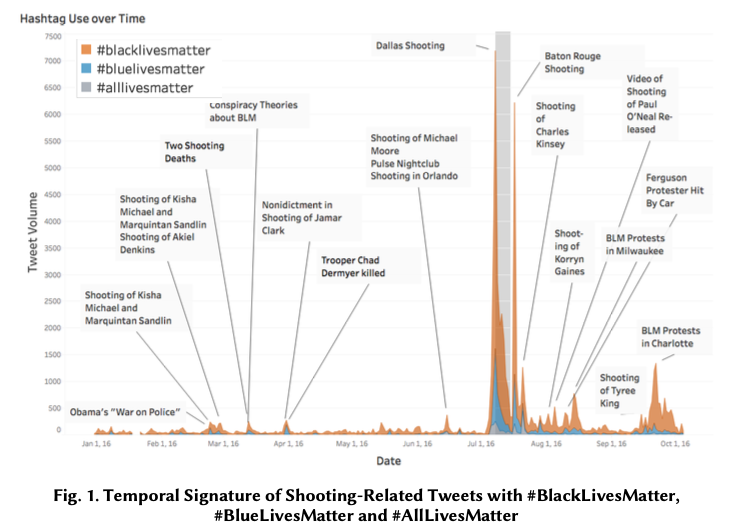 Hashtag Use over Time
#blacklivesmatter
#bluelivesmatter
#alllivesmatter
7500
7000
6500
6000
5500
5000
4500
4000
3500
3000
2500
2000
1500
1000
500
0
Tweet Volume
Conspiracy Theories
about BLM
Two Shooting
Deaths
Shooting of Kisha
Michael and
Marquintan Sandlin
Shooting of Akiel
Denkins
Shooting of Kisha
Michael and
Marquintan Sandlin
Obama's "War on Police"
Nonidictment in
Shooting of Jamar
Clark
Trooper Chad
Dermyer killed
Shooting of Michael
Moore
Pulse Nightclub
Shooting in Orlando
Dallas Shooting
Baton Rouge
Shooting
Shooting
of
Charles
Kinsey
Video of
Shooting
of Paul
O'Neal Re-
leased
Ferguson
Protester Hit
By Car
Shoot-
ing of
Korryn
Gaines
BLM Protests
in Milwaukee
BLM Protests
in Charlotte
Shooting
of Tyree
King
Jan 1, 16
Feb 1, 16
Mar 1, 16
Apr 1, 16
May 1, 16
Jun 1, 16
Jul 1, 16
Aug 1, 16
Sep 1, 16
Oct 1, 16
Date
Fig. 1. Temporal Signature of Shooting-Related Tweets with #BlackLivesMatter,
#BlueLivesMatter and #AllLivesMatter